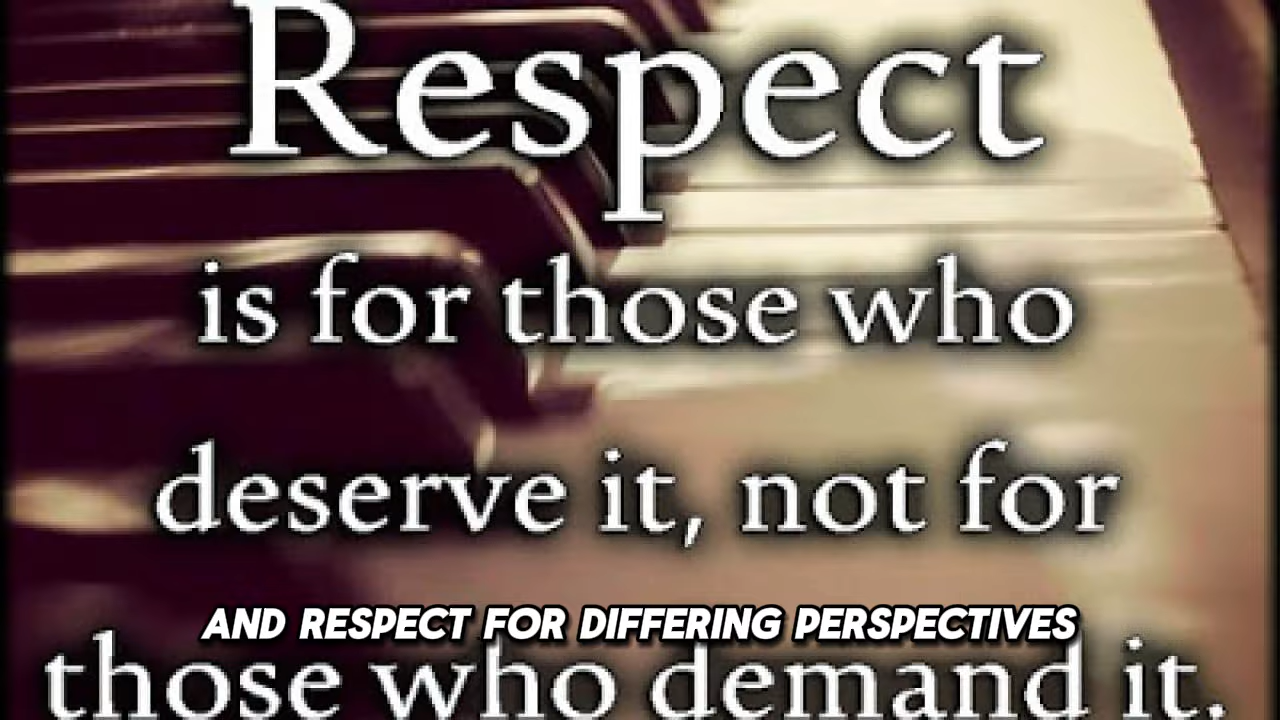 Respect
is for those who
deserve it, not for
AND RESPECT FOR DIFFERING PERSPECTIVES
those who demand it.